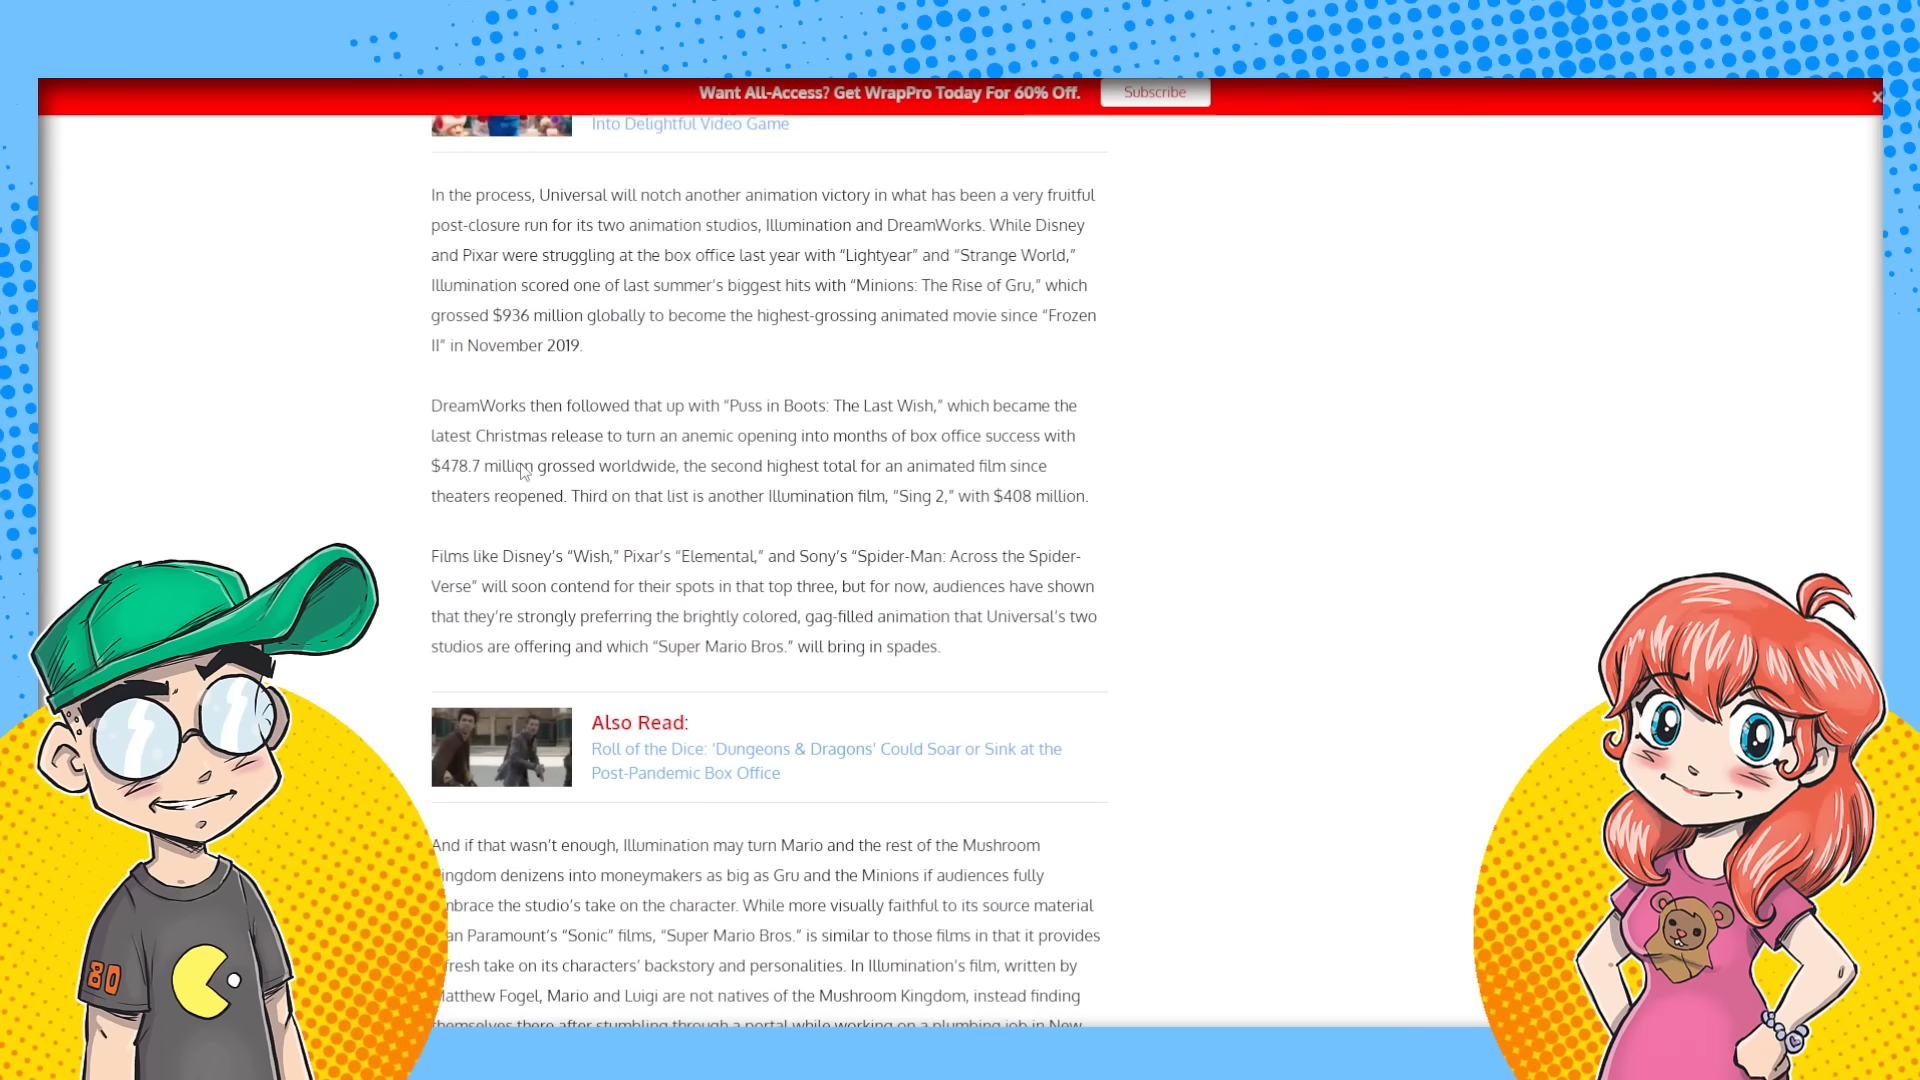 Want All-Access? Get WrapPro Today For 60% Off.
Subscribe
Into Delightful Video Game
In the process, Universal will notch another animation victory in what has been a very fruitful
post-closure run for its two animation studios, Illumination and DreamWorks. While Disney
and Pixar were struggling at the box office last year with “Lightyear” and “Strange World,”
Illumination scored one of last summer’s biggest hits with “Minions: The Rise of Gru,” which
grossed $936 million globally to become the highest-grossing animated movie since “Frozen
II” in November 2019.
DreamWorks then followed that up with “Puss in Boots: The Last Wish,” which became the
latest Christmas release to turn an anemic opening into months of box office success with
$478.7 million grossed worldwide, the second highest total for an animated film since
theaters reopened. Third on that list is another Illumination film, “Sing 2,” with $408 million.
Films like Disney’s “Wish,” Pixar’s “Elemental,” and Sony’s “Spider-Man: Across the Spider-
Verse” will soon contend for their spots in that top three, but for now, audiences have shown
that they’re strongly preferring the brightly colored, gag-filled animation that Universal’s two
studios are offering and which “Super Mario Bros.” will bring in spades.
Also Read:
Roll of the Dice: ‘Dungeons & Dragons’ Could Soar or Sink at the
Post-Pandemic Box Office
And if that wasn’t enough, Illumination may turn Mario and the rest of the Mushroom
ingdom denizens into moneymakers as big as Gru and the Minions if audiences fully
mbrace the studio’s take on the character. While more visually faithful to its source material
an Paramount’s “Sonic” films, “Super Mario Bros.” is similar to those films in that it provides
fresh take on its characters’ backstory and personalities. In Illumination’s film, written by
atthew Fogel, Mario and Luigi are not natives of the Mushroom Kingdom, instead finding
themselves there after stumbling through a portal while working on a plumbing job in New
80